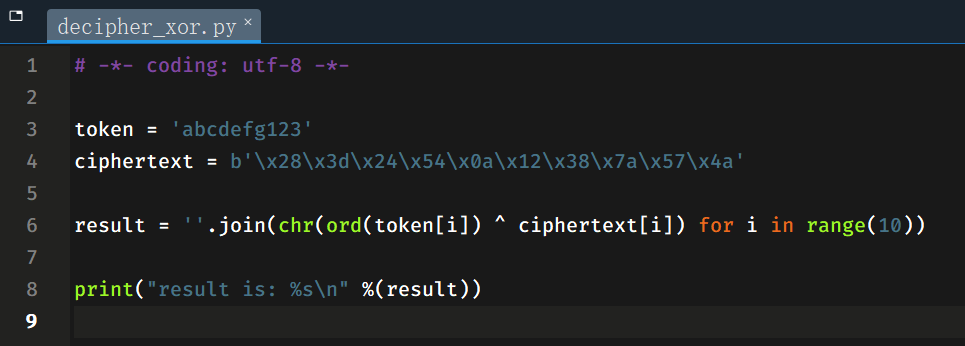 decipher_xor.py ×
1 # -*- coding: utf-8 -*-
2
3 token = 'abcdefg123'
4 ciphertext = b'\x28\x3d\x24\x54\x0a\x12\x38\x7a\x57\x4a'
5
6 result = ''.join(chr(ord(token[i]) ^ ciphertext[i]) for i in range(10))
7
8 print("result is: %s\n" %(result))
9